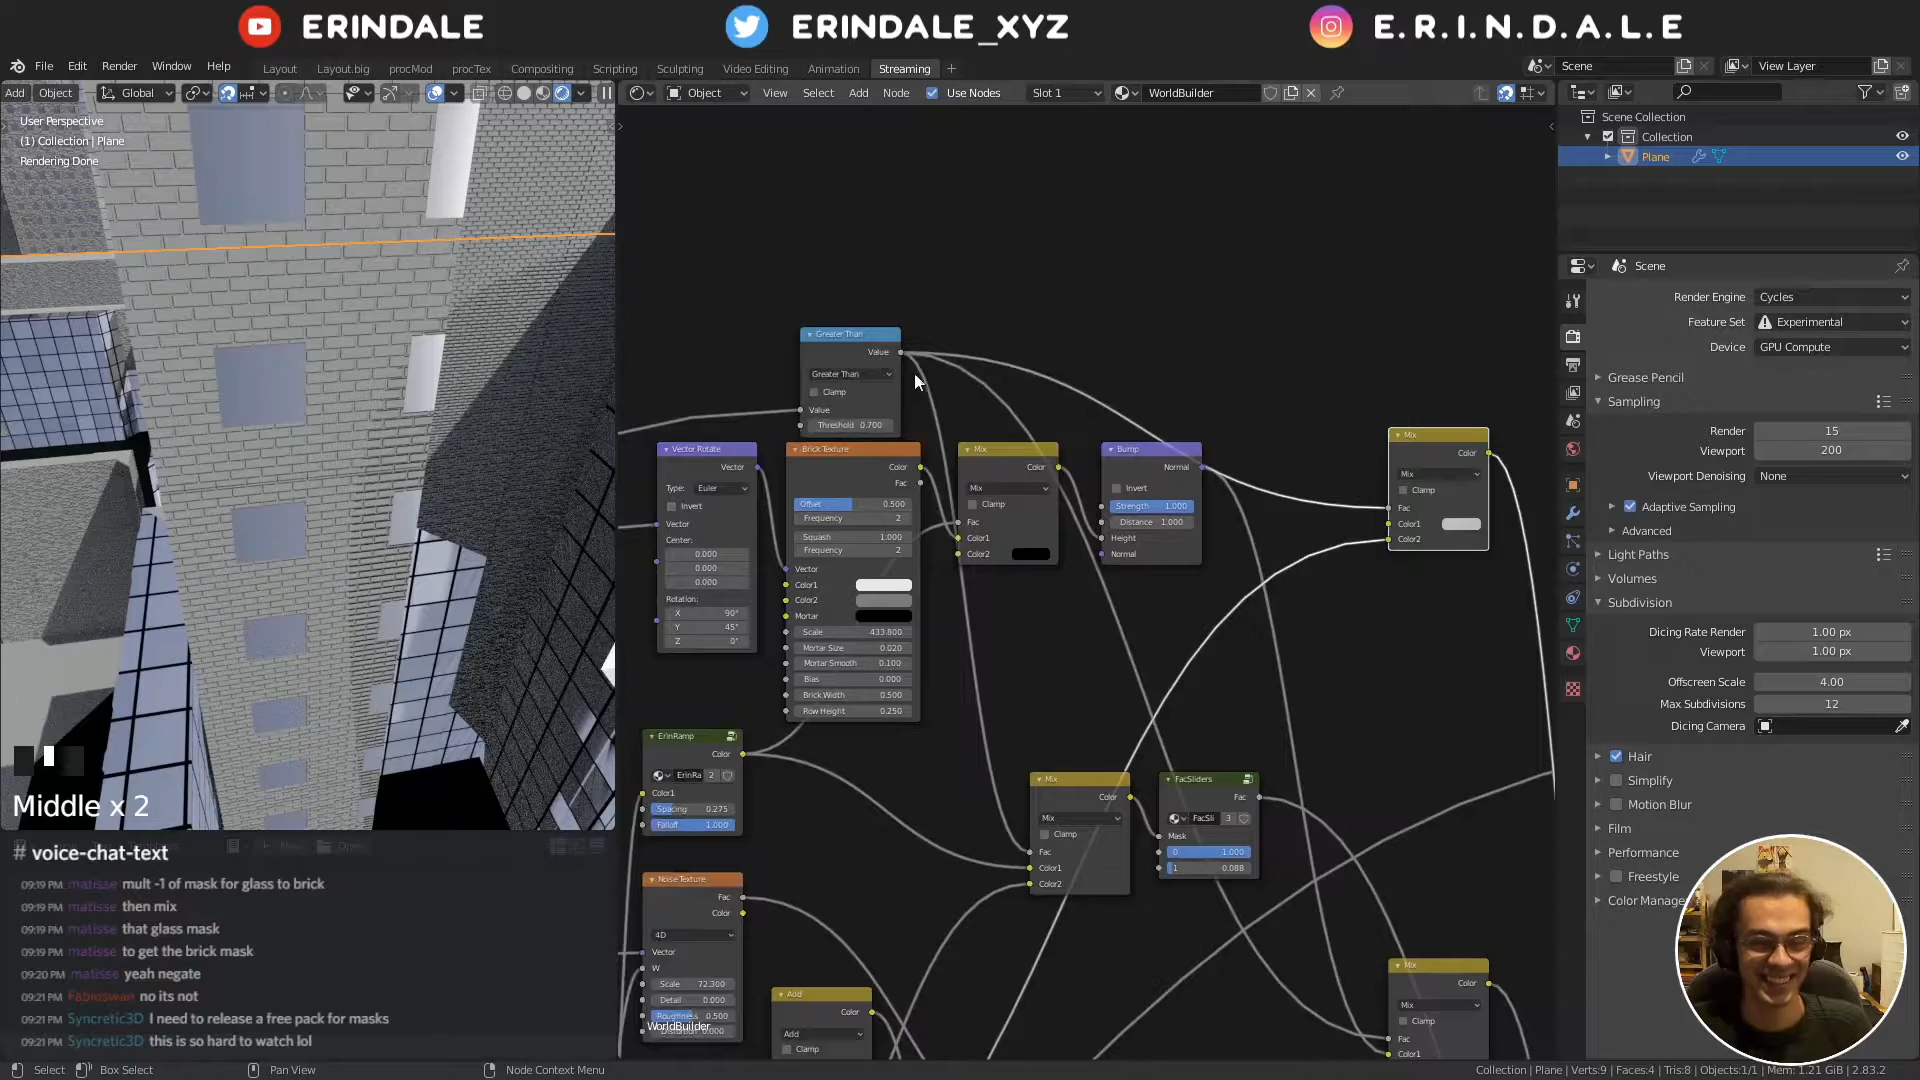 ERINDALE
ERINDALE_XYZ
E.R.I.N.D.A.L.E
File Edit Render Window Help
Layout Layout.big procMod procTex Compositing Scripting Sculpting Video Editing Animation Streaming +
Scene
View Layer
Add Object Global
Object View Select Add Node Use Nodes Slot 1 WorldBuilder
User Perspective
(1) Collection | Plane
Rendering Done
Scene Collection
Collection
Plane
Scene
Render Engine Cycles
Feature Set Experimental
Device GPU Compute
Grease Pencil
Sampling
Render 15
Viewport 200
Viewport Denoising None
Adaptive Sampling
Advanced
Light Paths
Volumes
Subdivision
Dicing Rate Render 1.00 px
Viewport 1.00 px
Offscreen Scale 4.00
Max Subdivisions 12
Dicing Camera
Hair
Simplify
Motion Blur
Film
Performance
Freestyle
Color Manage
Greater Than
Value
Greater Than
Clamp
Value
Threshold 0.700
Vector Rotate
Vector
Type: Euler
Invert
Vector
Center:
0.000
0.000
0.000
Rotation:
X 90°
Y 45°
Z 0°
Brick Texture
Color
Fac
Offset 0.500
Frequency 2
Squash 1.000
Frequency 2
Vector
Color1
Color2
Mortar
Scale 433.800
Mortar Size 0.020
Mortar Smooth 0.100
Bias 0.000
Brick Width 0.500
Row Height 0.250
Mix
Color
Mix
Clamp
Fac
Color1
Color2
Bump
Normal
Invert
Strength 1.000
Distance 1.000
Height
Normal
Mix
Color
Mix
Clamp
Fac
Color1
Color2
ErinRamp
Color
ErinRa 2
Color1
Spacing 0.275
Falloff 1.000
Mix
Color
Mix
Clamp
Fac
Color1
Color2
FacSliders
Fac
FacSli 3
Mask
0 1.000
1 0.088
Noise Texture
Fac
Color
4D
Vector
W
Scale 72.300
Detail 0.000
Roughness 0.500
Distortion 0.000
WorldBuilder
Add
Color
Add
Clamp
Mix
Color
Mix
Clamp
Fac
Color1
Middle x 2
# voice-chat-text
09:19 PM matisse mult -1 of mask for glass to brick
09:19 PM matisse then mix
09:19 PM matisse that glass mask
09:19 PM matisse to get the brick mask
09:20 PM matisse yeah negate
09:21 PM Fabioswan no its not
09:21 PM Syncretic3D I need to release a free pack for masks
09:21 PM Syncretic3D this is so hard to watch lol
Select Box Select Pan View Node Context Menu
Collection | Plane | Verts:9 | Faces:4 | Tris:8 | Objects:1/1 | Mem: 1.21 GiB | 2.83.2